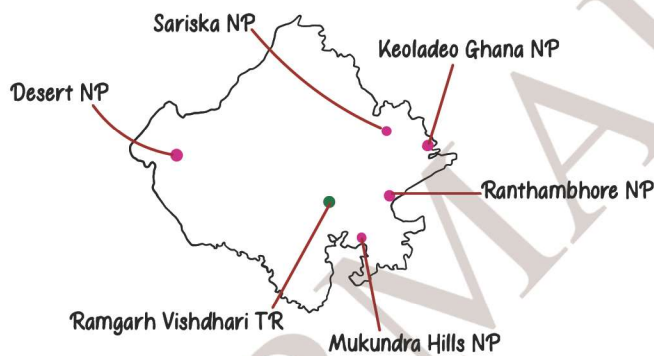 Sariska NP
Keoladeo Ghana NP
Desert NP
Ranthambhore NP
Ramgarh Vishdhari TR
Mukundra Hills NP